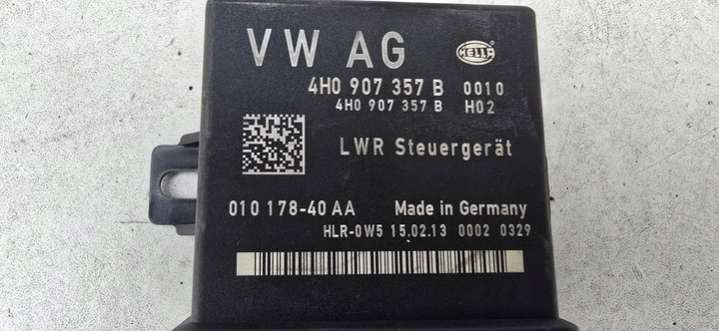 VW AG
HELLA
4H0 907 357 B 0010
4H0 907 357 B H02
LWR Steuergerät
010 178-40 AA Made in Germany
HLR-0W5 15.02.13 0002 0329